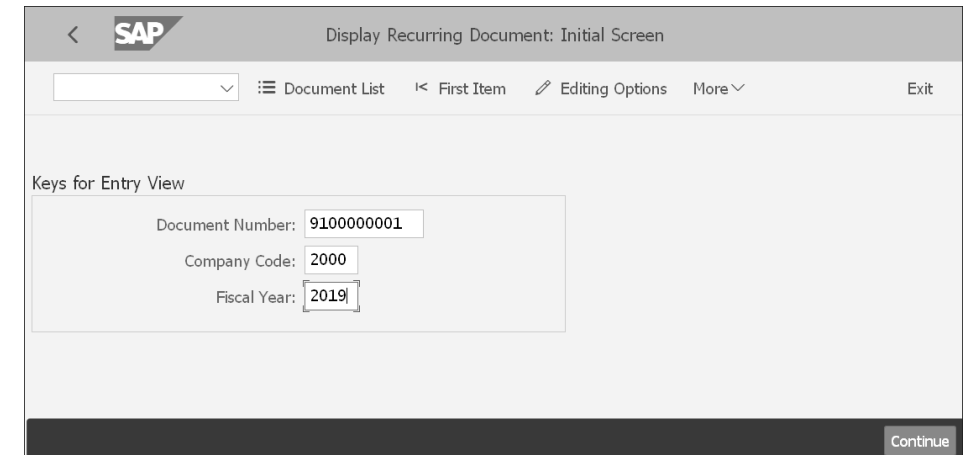 SAP Display Recurring Document: Initial Screen
Document List First Item Editing Options More Exit
Keys for Entry View
Document Number: 9100000001
Company Code: 2000
Fiscal Year: 2019
Continue